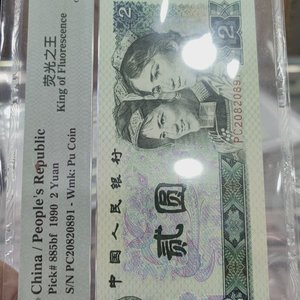 China / People's Republic
Pick# 885bf 1990 2 Yuan
S/N PC20820891 - Wmk: Pu Coin
荧光之王
King of Fluorescence
中国人民银行
贰圆
2
PC20820891